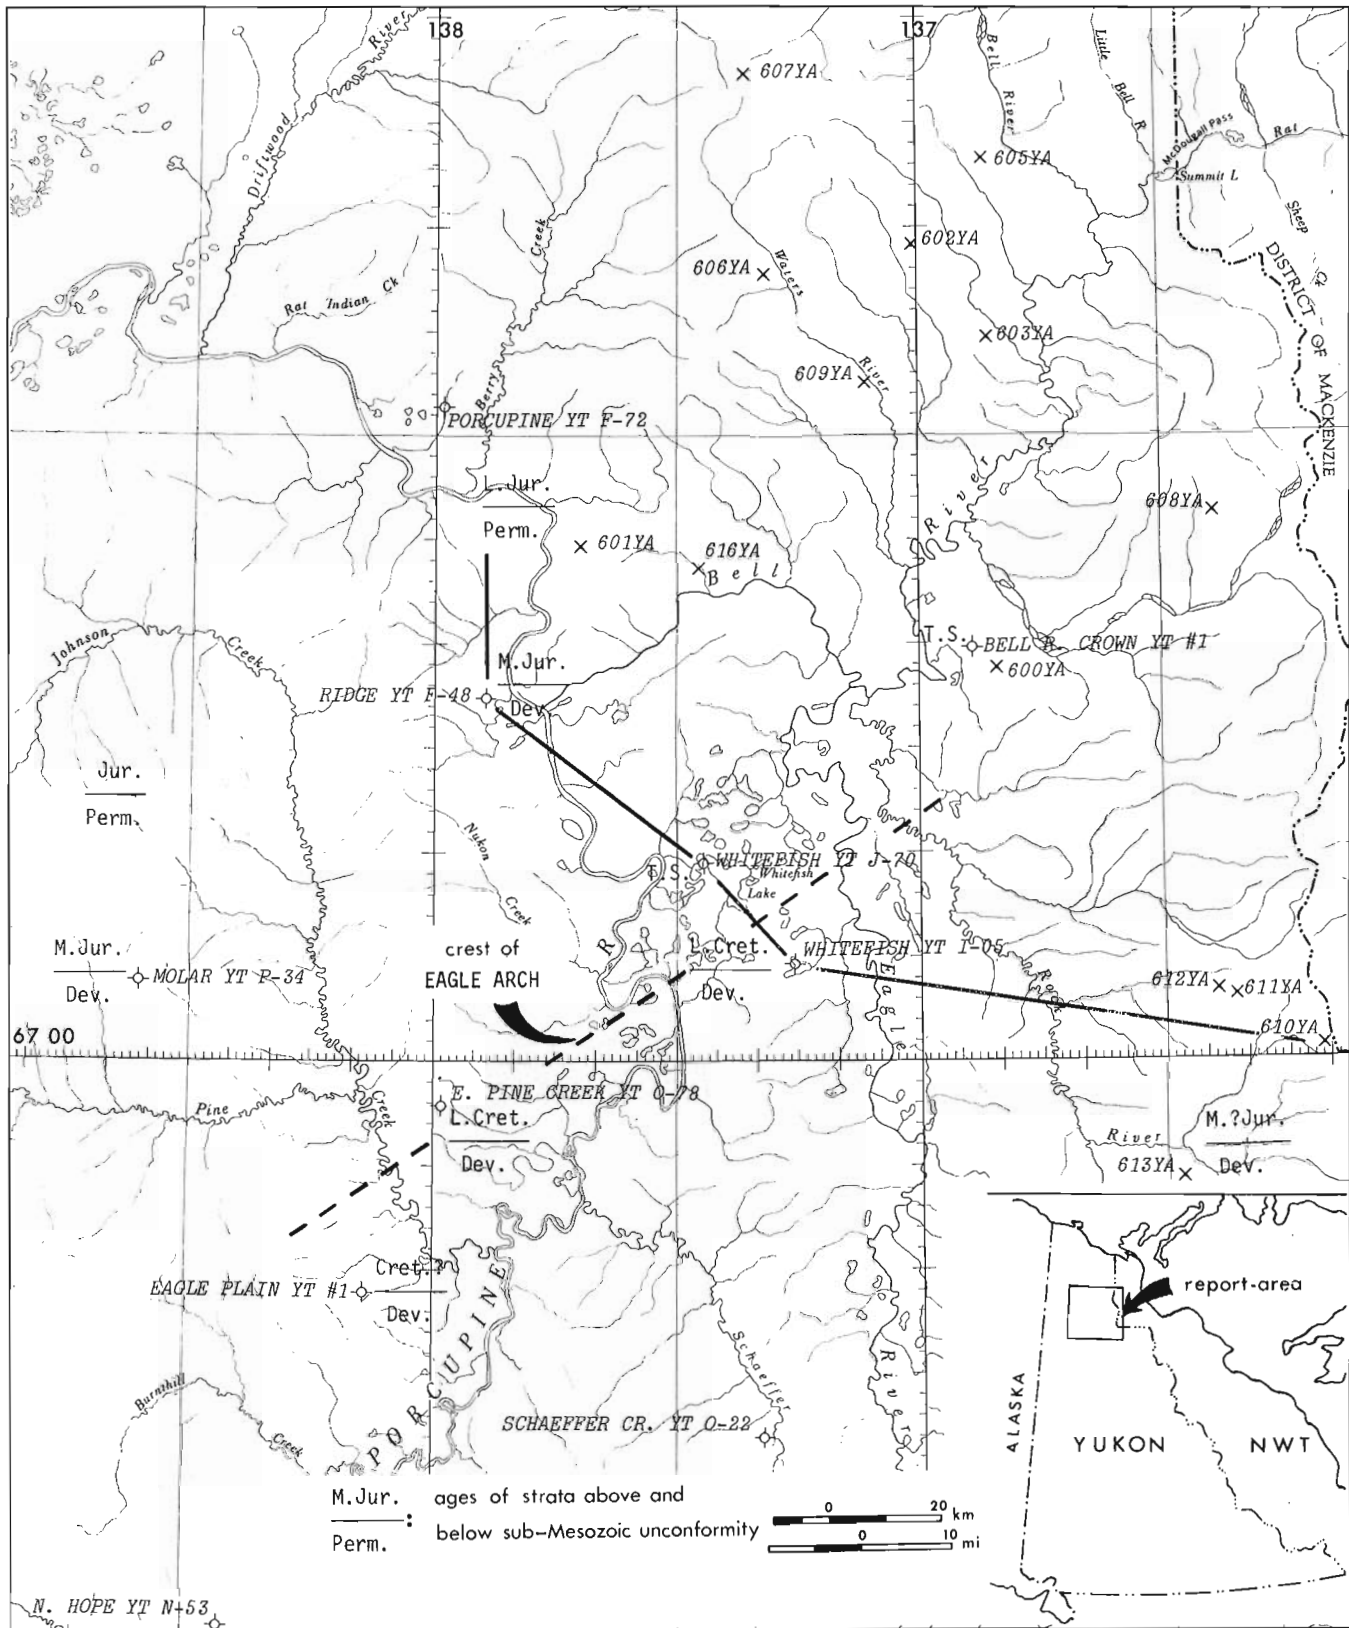 138
137
River
Driftwood
607YA
Bell
River
Little
Bell
R
McDougall Pass
Rat
605YA
Summit L
Sheep
Ck
DISTRICT OF MACKENZIE
Creek
Berry
602YA
Waters
River
606YA
Rat Indian Ck
603YA
609YA
PORCUPINE YT F-72
L.Jur.
Perm.
608YA
River
601YA
616YA
Bell
Johnson
Creek
T.S.
BELL R. CROWN YT #1
600YA
M.Jur.
Dev.
RIDGE YT F-48
Jur.
Perm.
Nukon
Creek
T.S.
WHITEFISH YT J-70
Whitefish
Lake
R
crest of
EAGLE ARCH
L.Cret.
Dev.
WHITEFISH YT I-05
Eagle
Rock
M.Jur.
Dev.
MOLAR YT P-34
612YA
611YA
610YA
67 00
E. PINE CREEK YT O-78
L.Cret.
Dev.
Pine
Creek
River
M.?Jur.
Dev.
613YA
Cret.?
Dev.
EAGLE PLAIN YT #1
PORCUPINE
Schaeffer
River
Burnthill
Creek
SCHAEFFER CR. YT O-22
report-area
ALASKA
YUKON
NWT
M.Jur.
Perm.
:
ages of strata above and
below sub-Mesozoic unconformity
0 20 km
0 10 mi
N. HOPE YT N-53